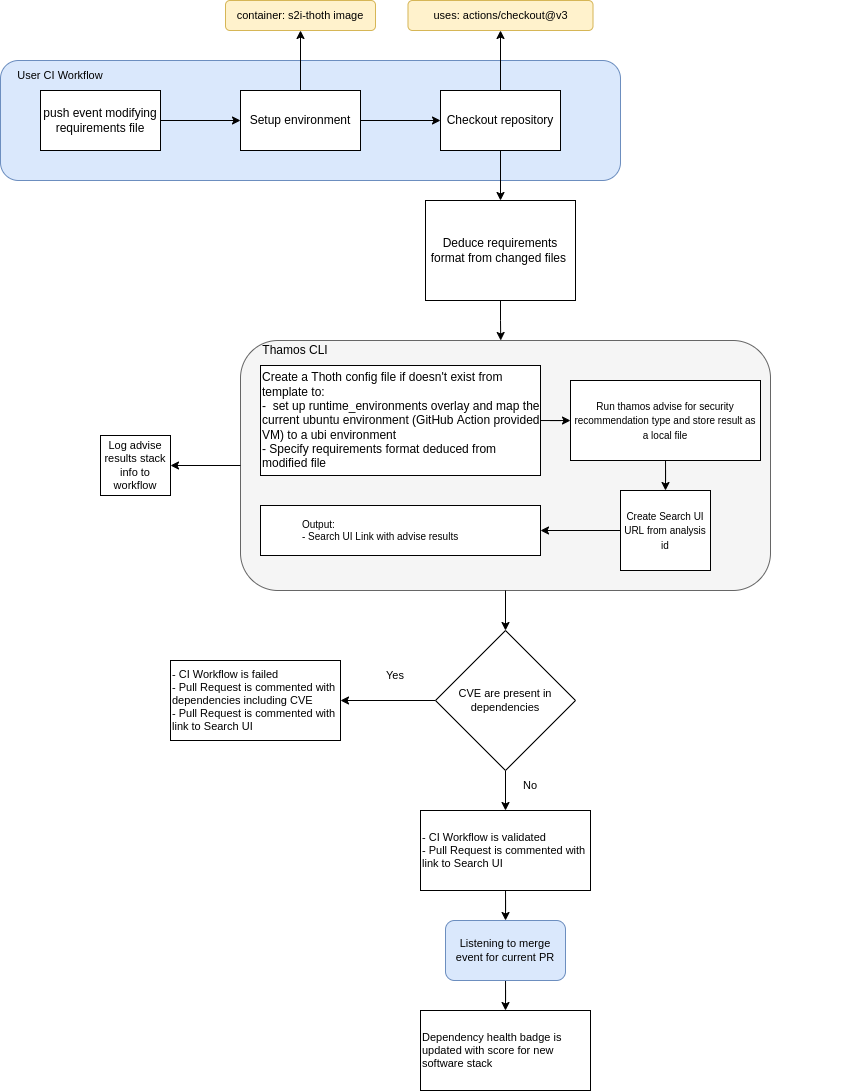 container: s2i-thoth image
uses: actions/checkout@v3
User CI Workflow
push event modifying
requirements file
Setup environment
Checkout repository
Deduce requirements
format from changed files
Thamos CLI
Create a Thoth config file if doesn't exist from
template to:
- set up runtime_environments overlay and map the
current ubuntu environment (GitHub Action provided
VM) to a ubi environment
- Specify requirements format deduced from
modified file
Run thamos advise for security
recommendation type and store result as
a local file
Log advise
results stack
info to
workflow
Create Search UI
URL from analysis
id
Output:
- Search UI Link with advise results
CVE are present in
dependencies
Yes
- CI Workflow is failed
- Pull Request is commented with
dependencies including CVE
- Pull Request is commented with
link to Search UI
No
- CI Workflow is validated
- Pull Request is commented with
link to Search UI
Listening to merge
event for current PR
Dependency health badge is
updated with score for new
software stack